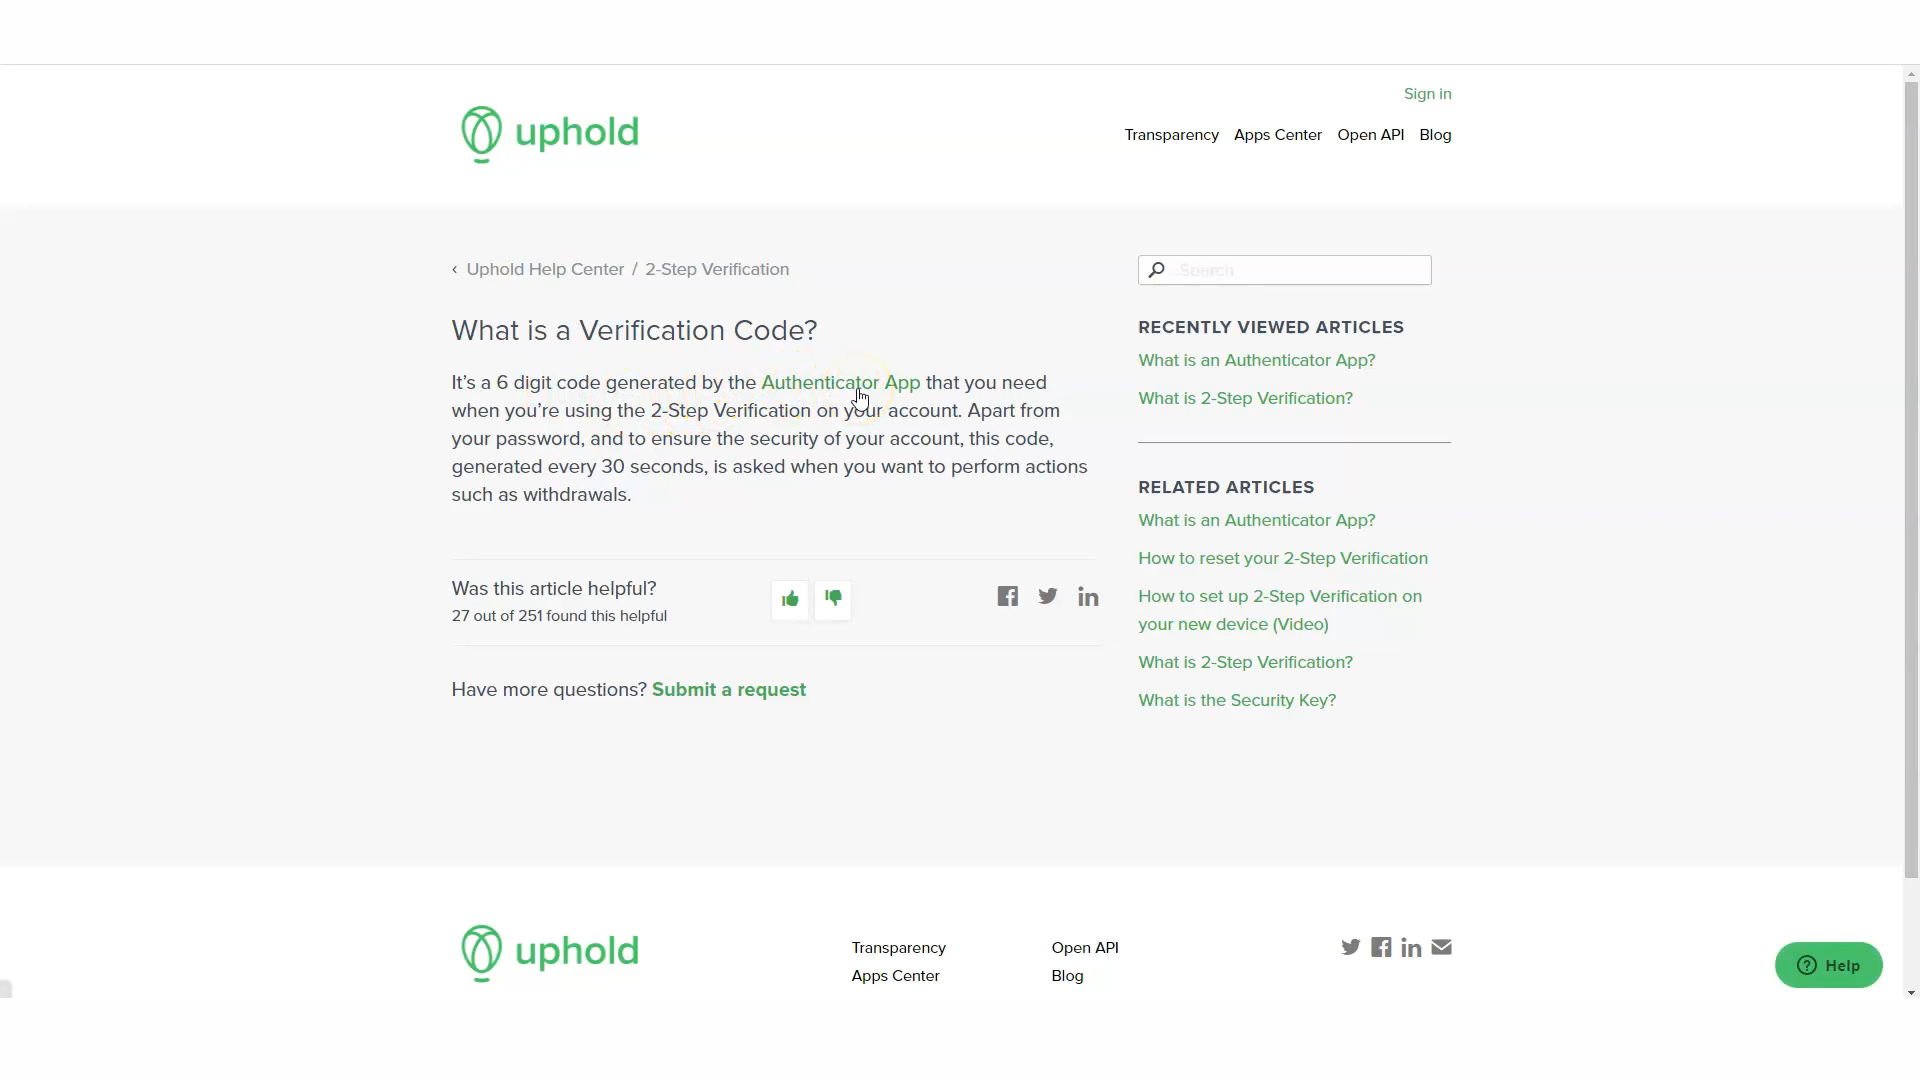 Sign in
uphold
Transparency Apps Center Open API Blog
‹ Uphold Help Center / 2-Step Verification
Search
What is a Verification Code?
It’s a 6 digit code generated by the Authenticator App that you need
when you’re using the 2-Step Verification on your account. Apart from
your password, and to ensure the security of your account, this code,
generated every 30 seconds, is asked when you want to perform actions
such as withdrawals.
Was this article helpful?
27 out of 251 found this helpful
Have more questions? Submit a request
RECENTLY VIEWED ARTICLES
What is an Authenticator App?
What is 2-Step Verification?
RELATED ARTICLES
What is an Authenticator App?
How to reset your 2-Step Verification
How to set up 2-Step Verification on
your new device (Video)
What is 2-Step Verification?
What is the Security Key?
uphold
Transparency Open API
Apps Center Blog
Help